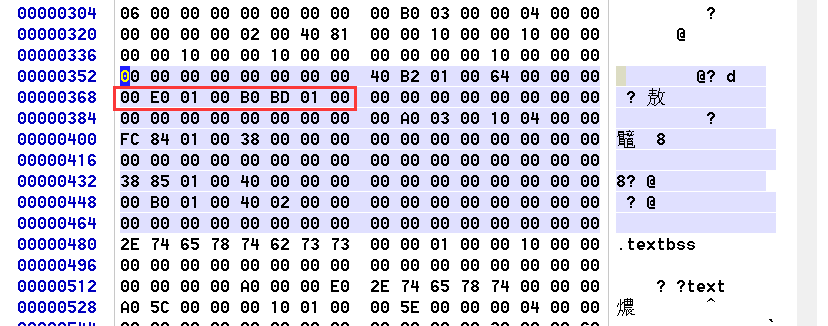 00000304 06 00 00 00 00 00 00 00 00 B0 03 00 00 04 00 00 ?
00000320 00 00 00 00 02 00 40 81 00 00 10 00 00 10 00 00 @
00000336 00 00 10 00 00 10 00 00 00 00 00 00 10 00 00 00
00000352 00 00 00 00 00 00 00 00 40 B2 01 00 64 00 00 00 @? d
00000368 00 E0 01 00 B0 BD 01 00 00 00 00 00 00 00 00 00 ? 敖
00000384 00 00 00 00 00 00 00 00 00 A0 03 00 10 04 00 00 ?
00000400 FC 84 01 00 38 00 00 00 00 00 00 00 00 00 00 00 8
00000416 00 00 00 00 00 00 00 00 00 00 00 00 00 00 00 00
00000432 38 85 01 00 40 00 00 00 00 00 00 00 00 00 00 00 8? @
00000448 00 B0 01 00 40 02 00 00 00 00 00 00 00 00 00 00 ? @
00000464 00 00 00 00 00 00 00 00 00 00 00 00 00 00 00 00
00000480 2E 74 65 78 74 62 73 73 00 00 01 00 00 10 00 00 .textbss
00000496 00 00 00 00 00 00 00 00 00 00 00 00 00 00 00 00
00000512 00 00 00 00 A0 00 00 E0 2E 74 65 78 74 00 00 00 ? ?text
00000528 A0 5C 00 00 00 10 01 00 00 5E 00 00 00 04 00 00 ^